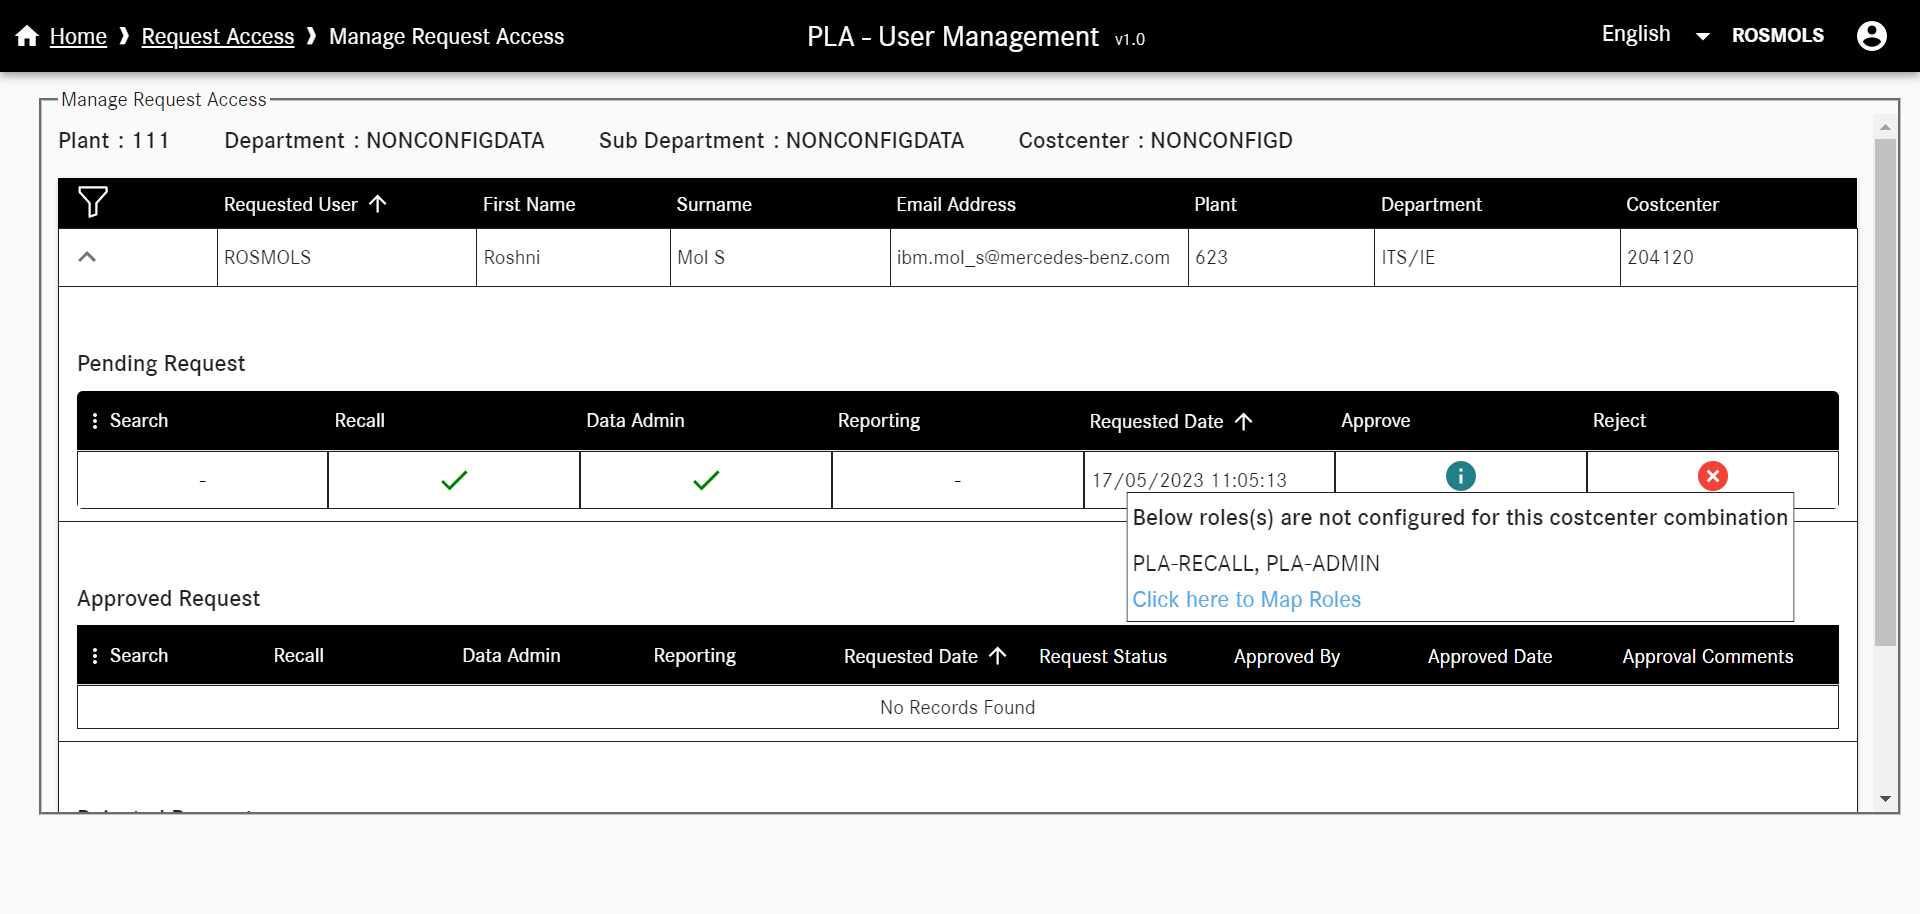 Home ❱ Request Access ❱ Manage Request Access
PLA - User Management v1.0
English
ROSMOLS
Manage Request Access
Plant : 111 Department : NONCONFIGDATA Sub Department : NONCONFIGDATA Costcenter : NONCONFIGD
Requested User First Name Surname Email Address Plant Department Costcenter
ROSMOLS Roshni Mol S ibm.mol_s@mercedes-benz.com 623 ITS/IE 204120
Pending Request
Search Recall Data Admin Reporting Requested Date Approve Reject
- - 17/05/2023 11:05:13
Below roles(s) are not configured for this costcenter combination
PLA-RECALL, PLA-ADMIN
Click here to Map Roles
Approved Request
Search Recall Data Admin Reporting Requested Date Request Status Approved By Approved Date Approval Comments
No Records Found